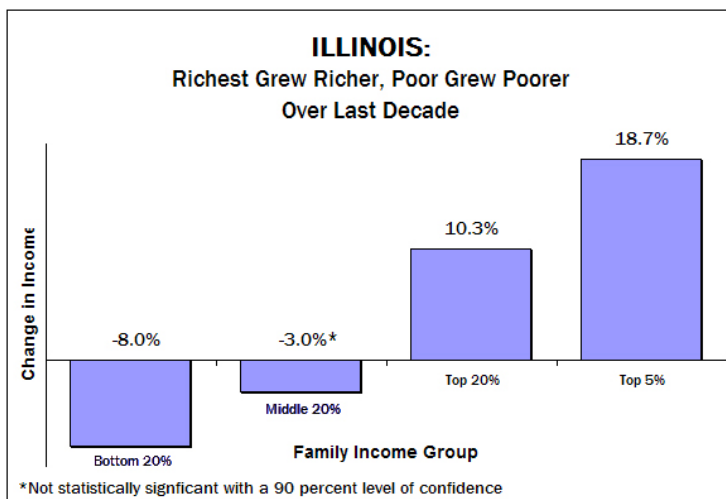 ILLINOIS:
Richest Grew Richer, Poor Grew Poorer
Over Last Decade
18.7%
10.3%
-8.0%
-3.0%*
Change in Income
Top 20%
Top 5%
Middle 20%
Bottom 20%
Family Income Group
*Not statistically signficant with a 90 percent level of confidence